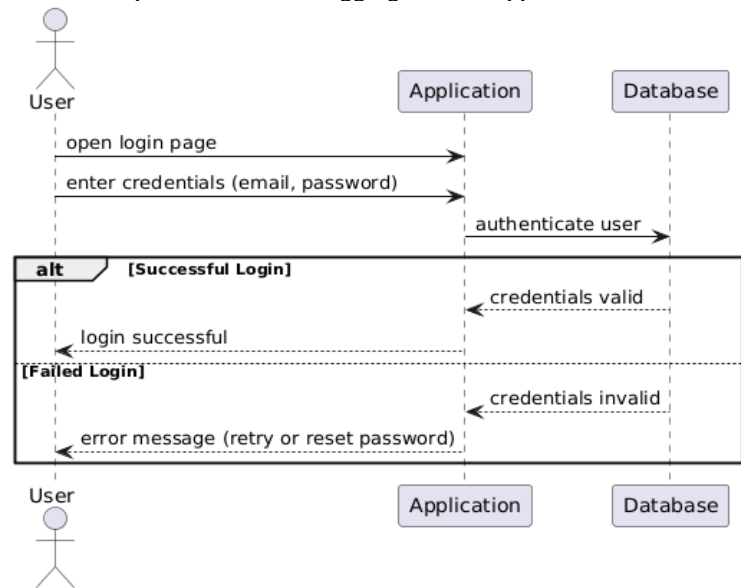 User
Application
Database
open login page
enter credentials (email, password)
authenticate user
alt [Successful Login]
credentials valid
login successful
[Failed Login]
credentials invalid
error message (retry or reset password)
User
Application
Database